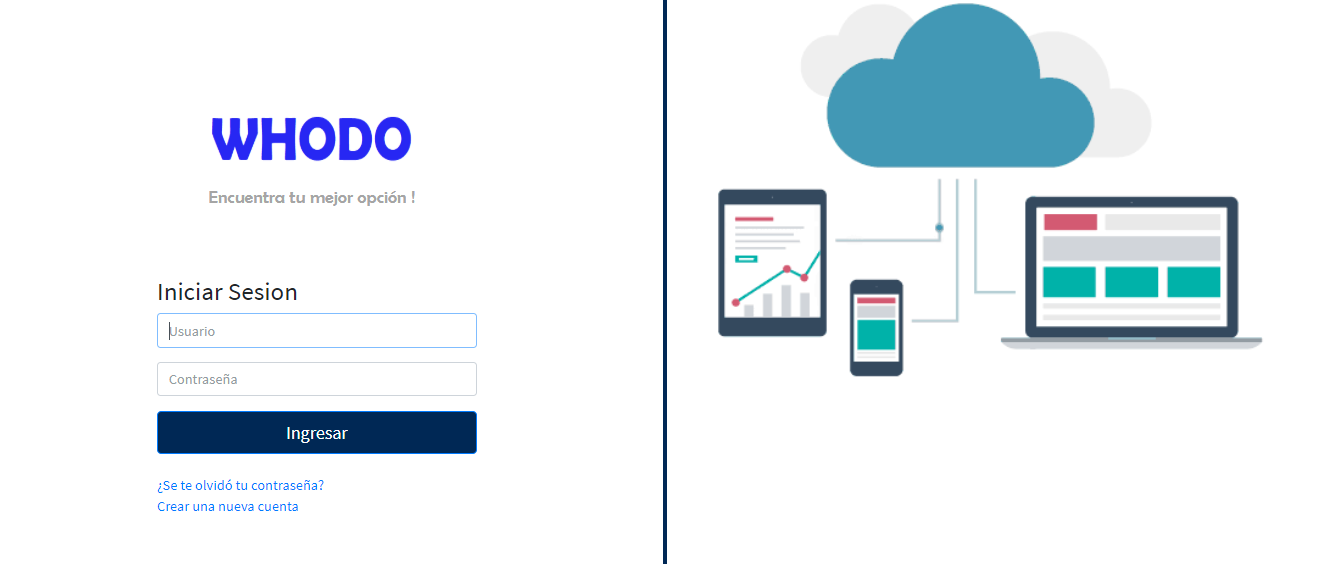 WHODO
Encuentra tu mejor opción !
Iniciar Sesion
Usuario
Contraseña
Ingresar
¿Se te olvidó tu contraseña?
Crear una nueva cuenta